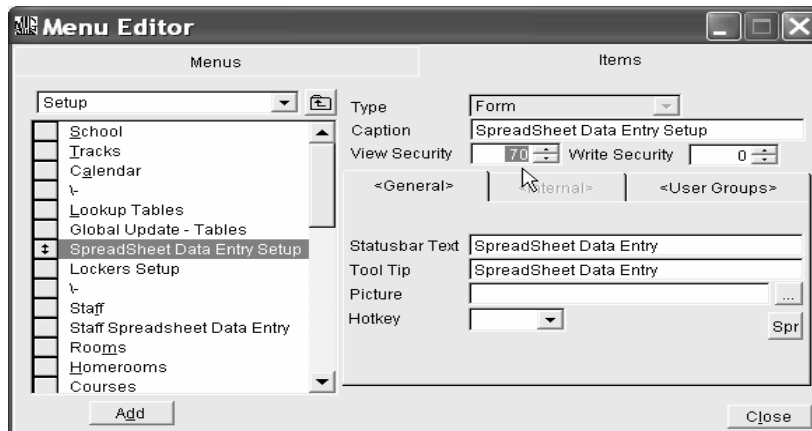 Menu Editor
Menus
Items
Setup
School
Tracks
Calendar
\-
Lookup Tables
Global Update - Tables
SpreadSheet Data Entry Setup
Lockers Setup
\-
Staff
Staff Spreadsheet Data Entry
Rooms
Homerooms
Courses
Add
Type Form
Caption SpreadSheet Data Entry Setup
View Security 70 Write Security 0
<General> <Internal> <User Groups>
Statusbar Text SpreadSheet Data Entry
Tool Tip SpreadSheet Data Entry
Picture ...
Hotkey
Spr
Close